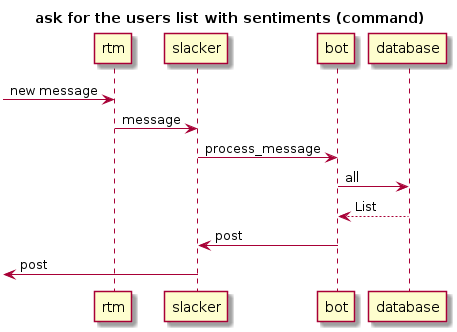 ask for the users list with sentiments (command)
rtm slacker bot database
new message
message
process_message
all
List
post
post
rtm slacker bot database